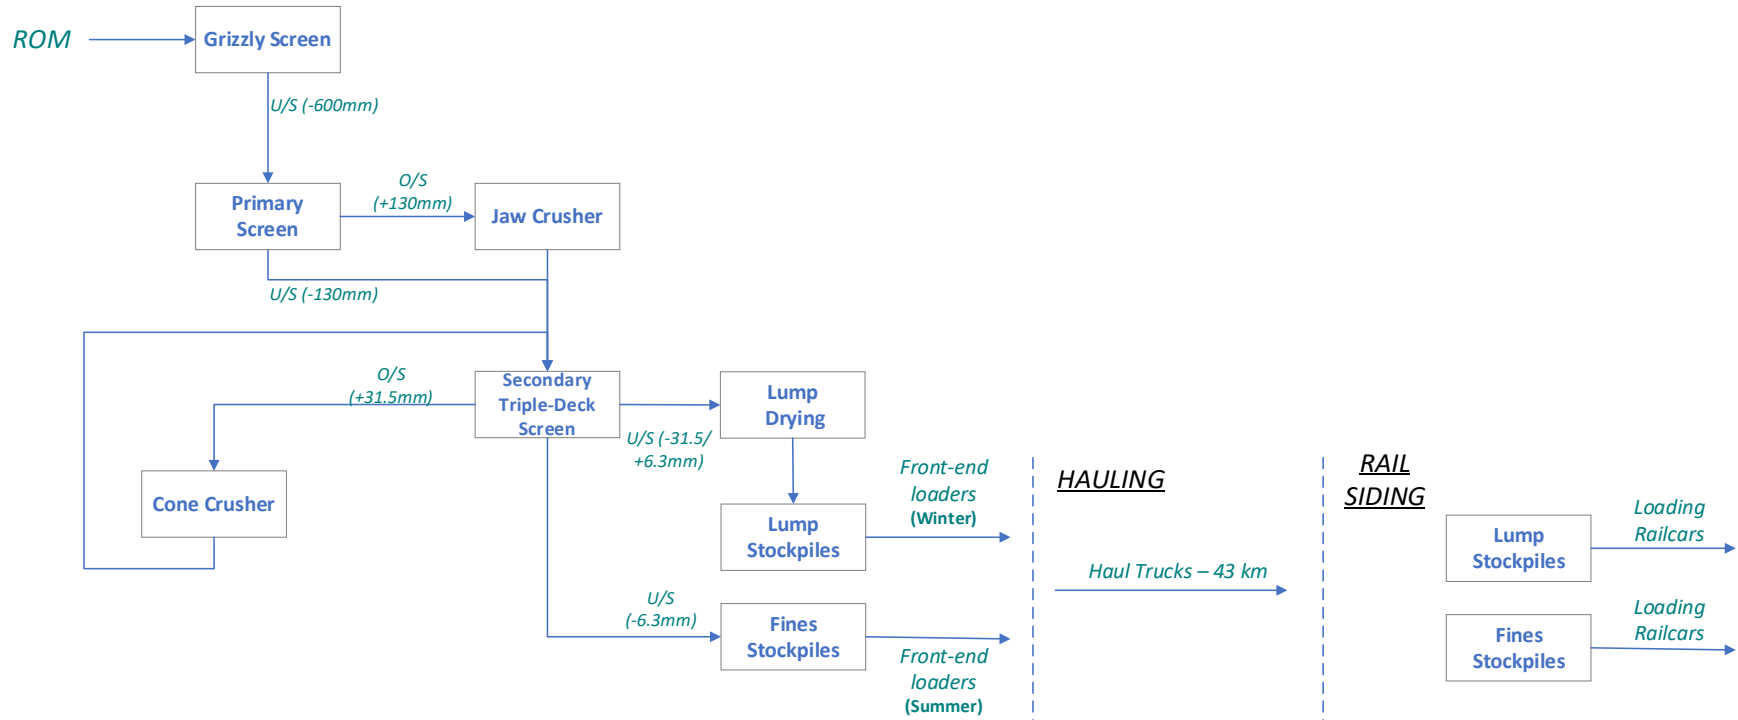 ROM
Grizzly Screen
U/S (-600mm)
Primary
Screen
O/S
(+130mm)
Jaw Crusher
U/S (-130mm)
O/S
(+31.5mm)
Secondary
Triple-Deck
Screen
U/S (-31.5/
+6.3mm)
Lump
Drying
Cone Crusher
Lump
Stockpiles
Front-end
loaders
(Winter)
U/S
(-6.3mm)
Fines
Stockpiles
Front-end
loaders
(Summer)
HAULING
Haul Trucks – 43 km
RAIL
SIDING
Lump
Stockpiles
Loading
Railcars
Fines
Stockpiles
Loading
Railcars